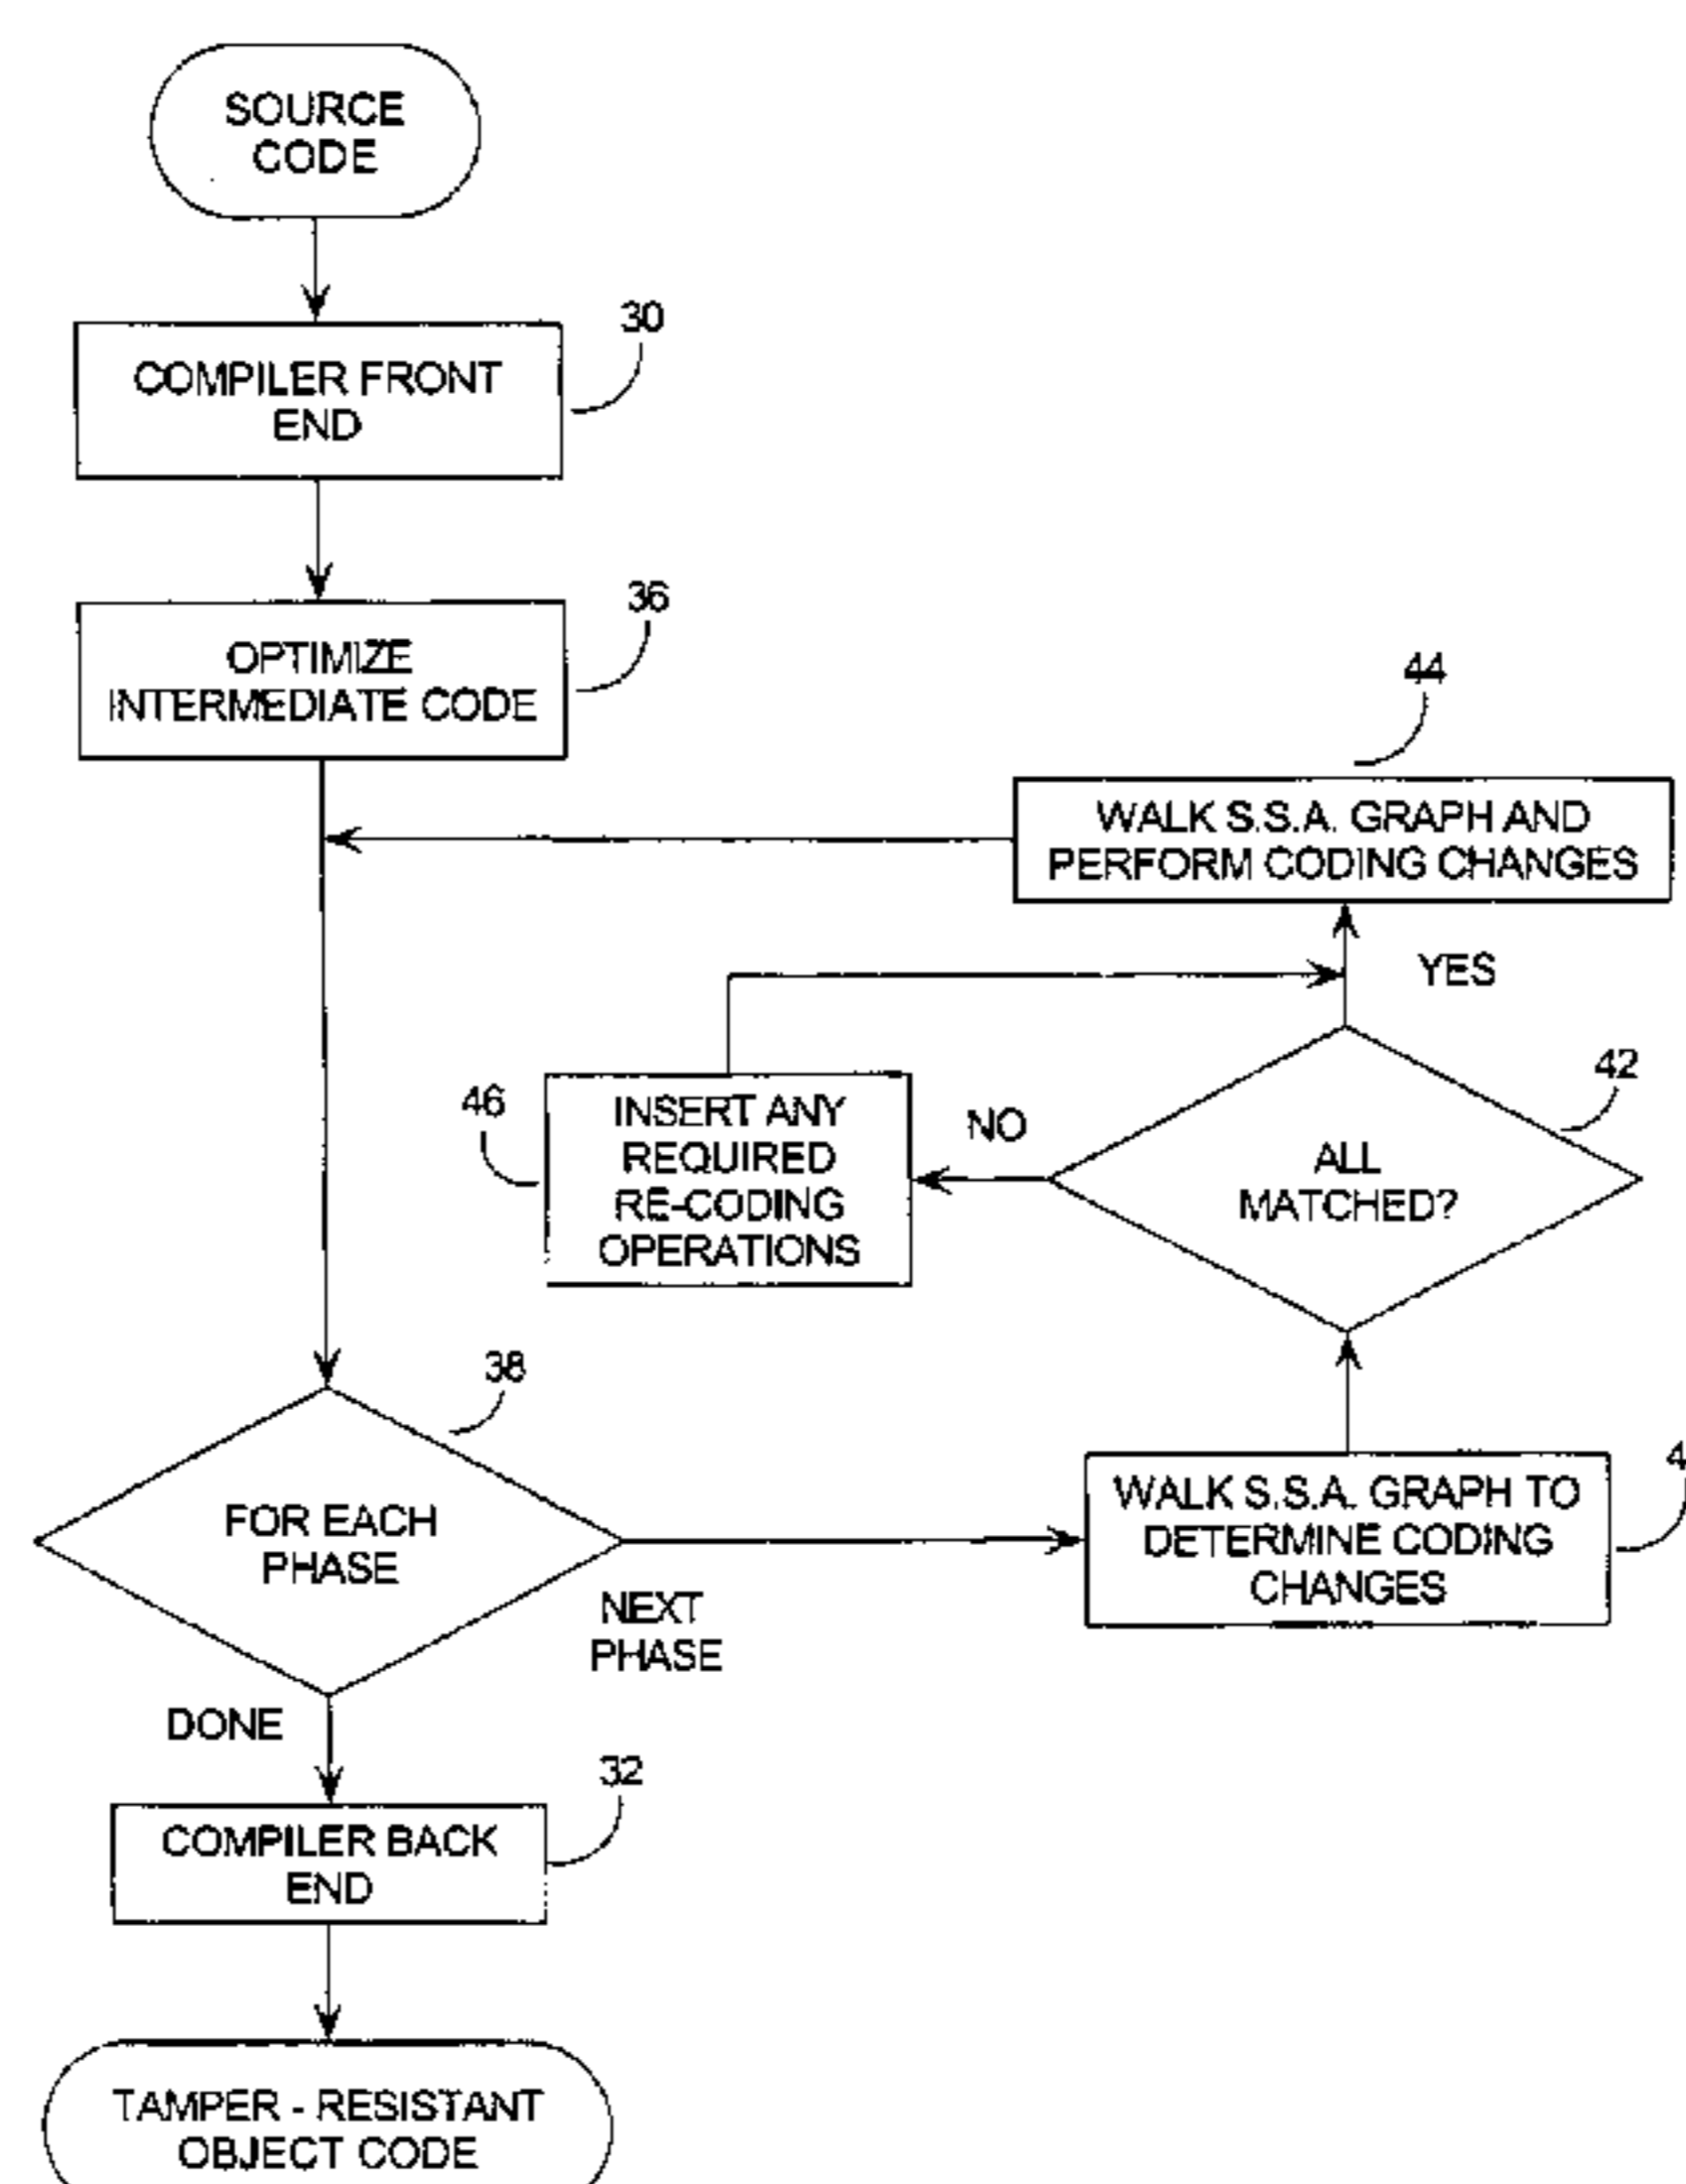 SOURCE
CODE
30
COMPILER FRONT
END
36
OPTIMIZE
INTERMEDIATE CODE
44
WALK S.S.A. GRAPH AND
PERFORM CODING CHANGES
YES
42
46
INSERT ANY
REQUIRED
RE-CODING
OPERATIONS
NO
ALL
MATCHED?
38
FOR EACH
PHASE
NEXT
PHASE
WALK S.S.A. GRAPH TO
DETERMINE CODING
CHANGES
DONE
32
COMPILER BACK
END
TAMPER - RESISTANT
OBJECT CODE